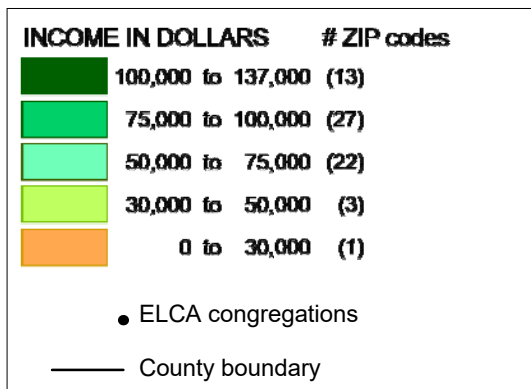 INCOME IN DOLLARS # ZIP codes
100,000 to 137,000 (13)
75,000 to 100,000 (27)
50,000 to 75,000 (22)
30,000 to 50,000 (3)
0 to 30,000 (1)
ELCA congregations
County boundary